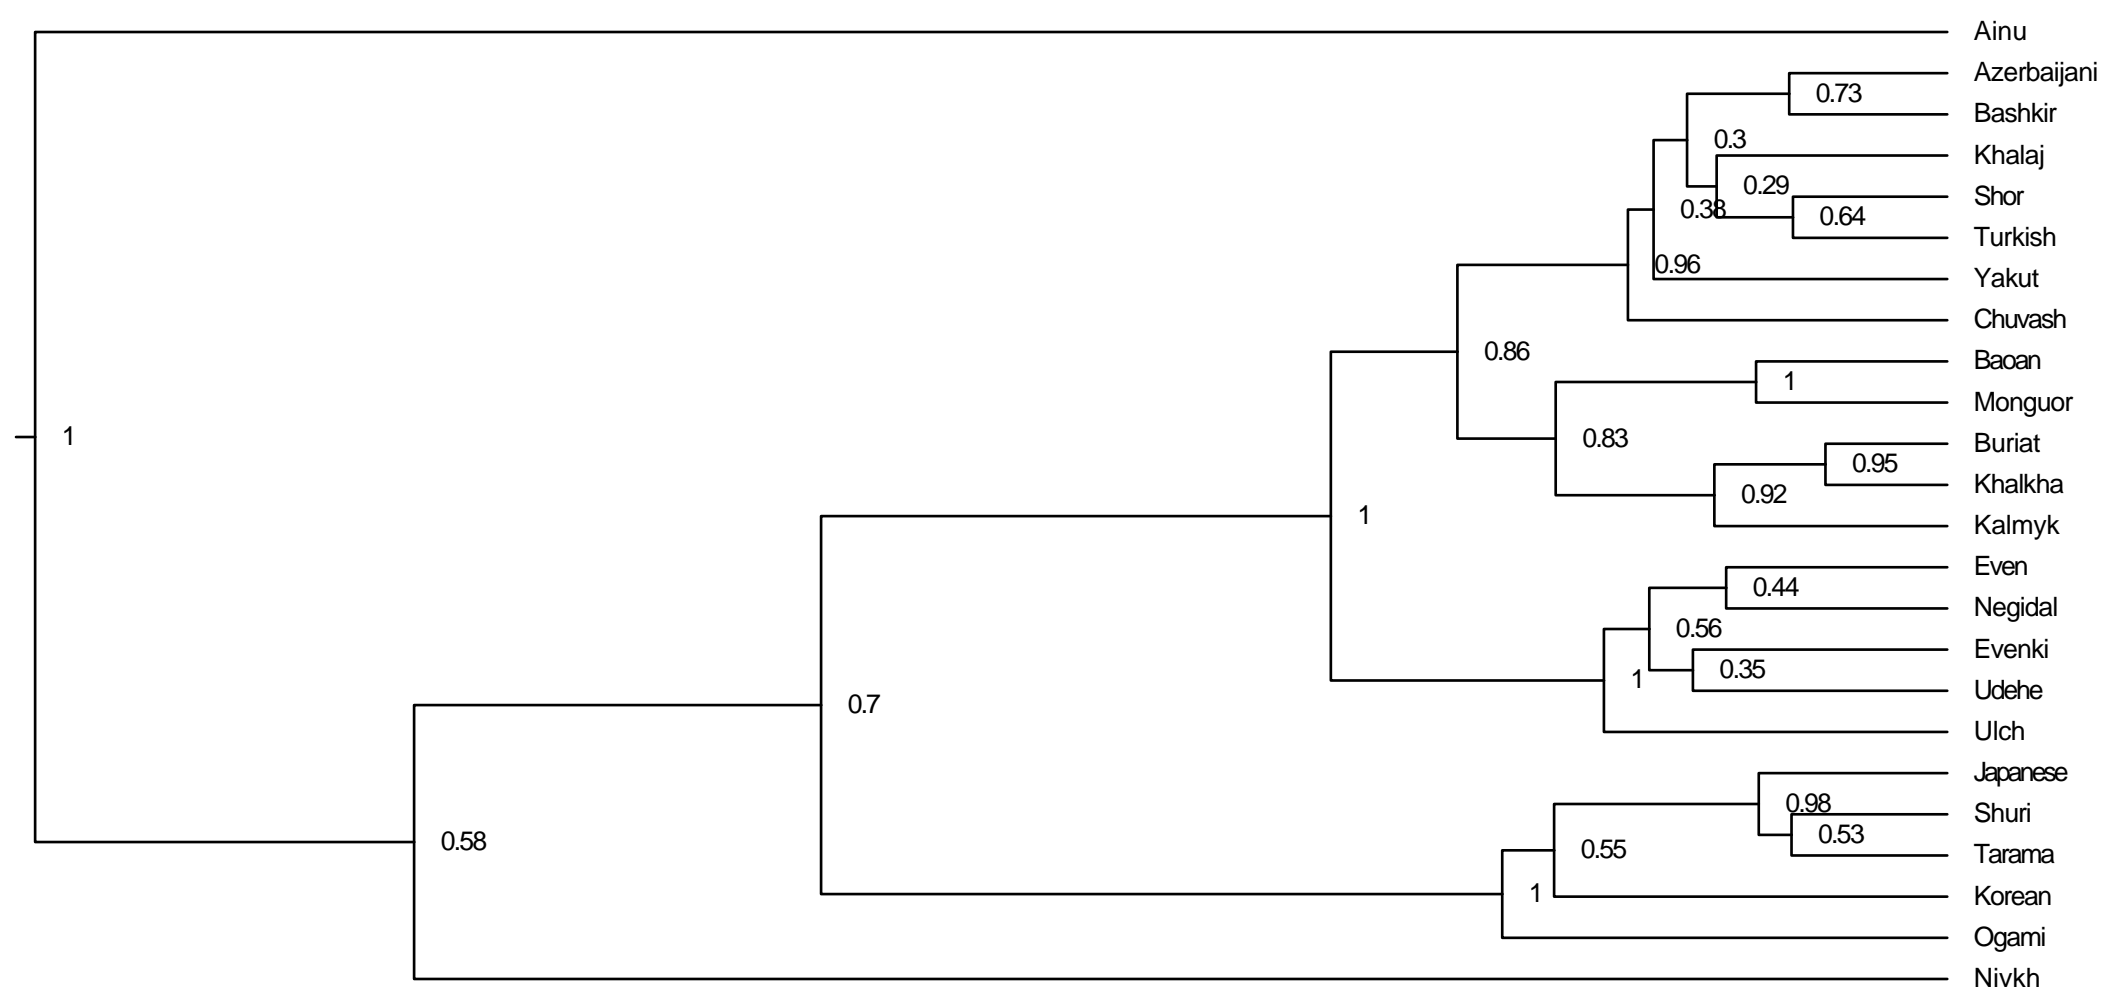 Ainu
Azerbaijani
0.73
Bashkir
0.3
Khalaj
0.29
Shor
0.38
0.64
Turkish
0.96
Yakut
Chuvash
0.86
Baoan
1
Monguor
1
0.83
Buriat
0.95
Khalkha
0.92
1
Kalmyk
Even
0.44
Negidal
0.56
Evenki
0.35
1
Udehe
0.7
Ulch
Japanese
0.98
Shuri
0.53
0.58
0.55
Tarama
1
Korean
Ogami
Nivkh